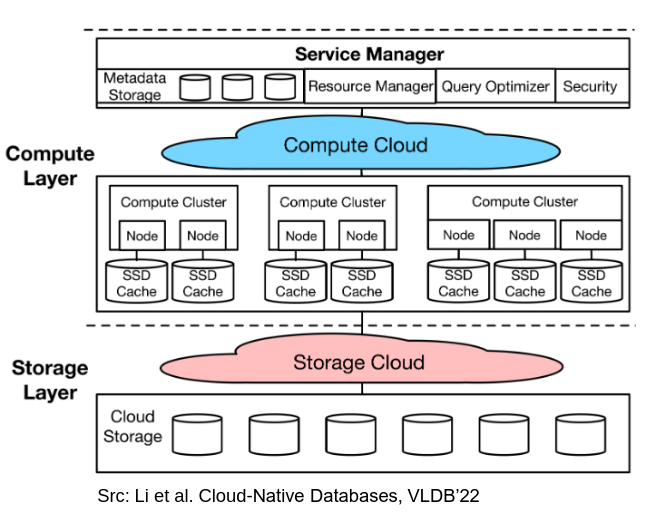 Service Manager
Metadata
Storage
Resource Manager
Query Optimizer
Security
Compute
Layer
Compute Cloud
Compute Cluster
Compute Cluster
Compute Cluster
Node
Node
Node
Node
Node
Node
Node
SSD
Cache
SSD
Cache
SSD
Cache
SSD
Cache
SSD
Cache
SSD
Cache
SSD
Cache
Storage
Layer
Storage Cloud
Cloud
Storage
Src: Li et al. Cloud-Native Databases, VLDB’22